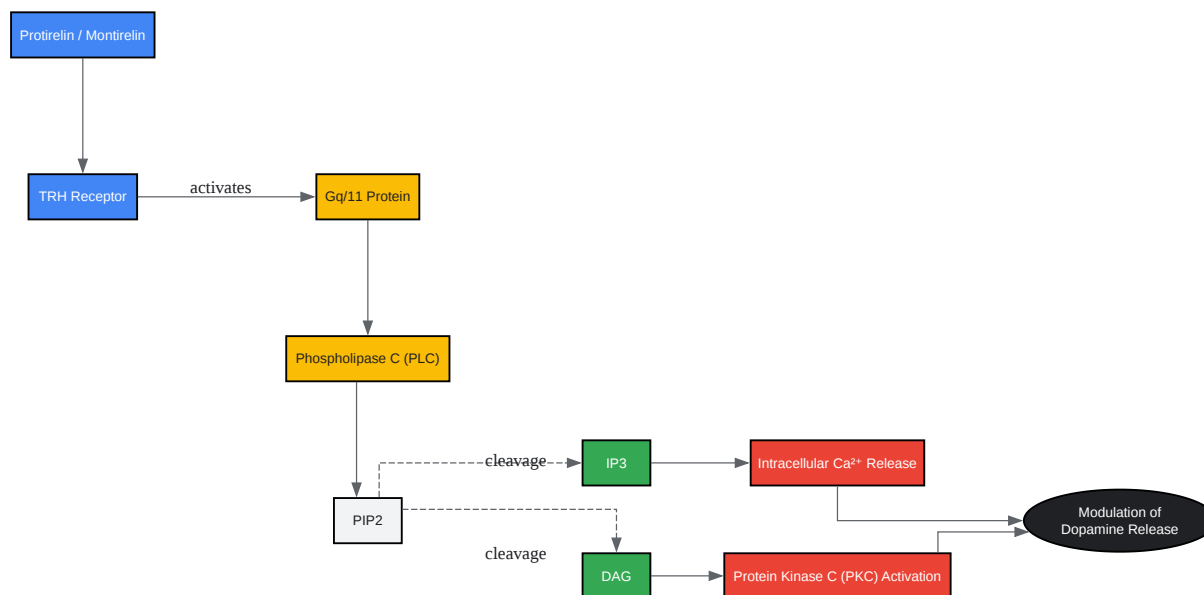 Protirelin / Montirelin
TRH Receptor
activates
Gq/11 Protein
Phospholipase C (PLC)
cleavage
IP3
Intracellular Ca²⁺ Release
PIP2
Modulation of
Dopamine Release
cleavage
DAG
Protein Kinase C (PKC) Activation